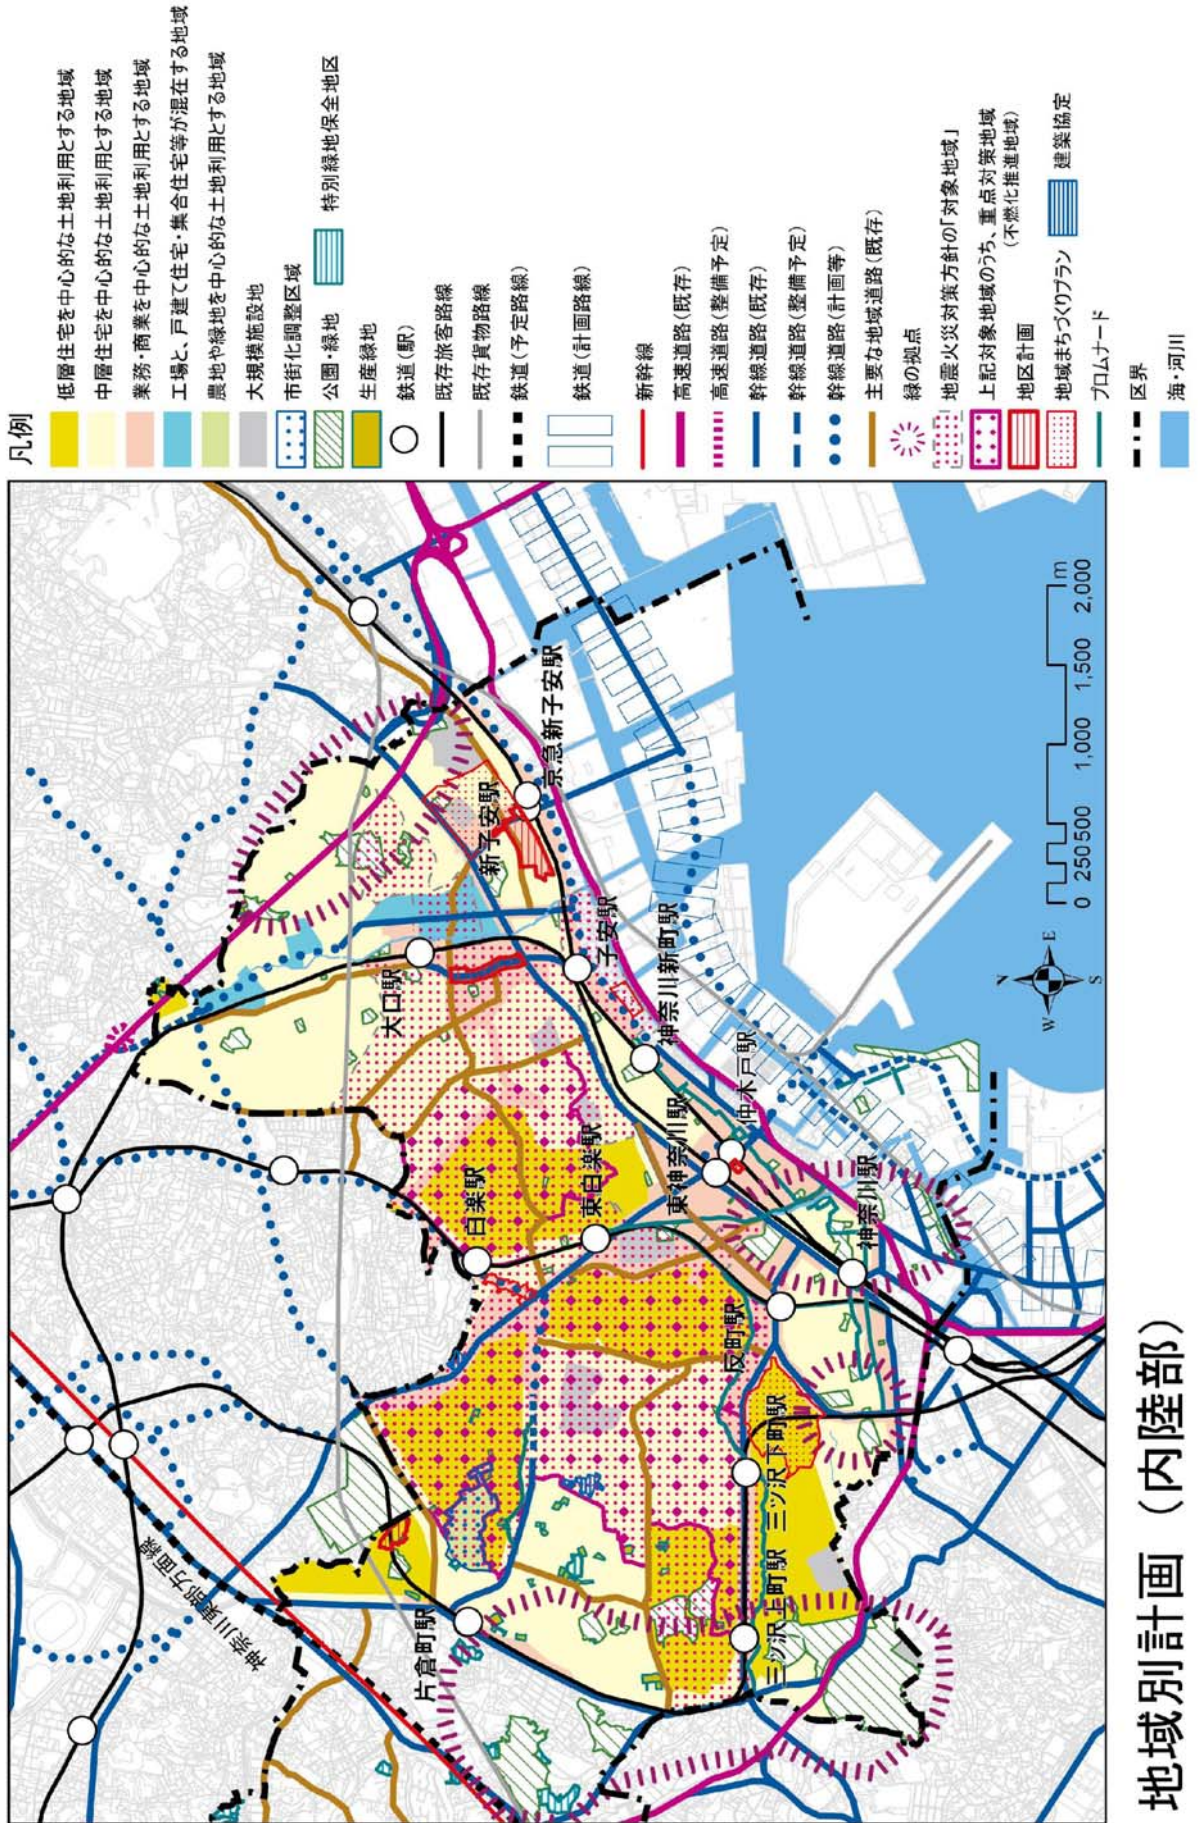 地域別計画 (内陸部)
凡例
低層住宅を中心的な土地利用とする地域
中層住宅を中心的な土地利用とする地域
業務・商業を中心的な土地利用とする地域
工場と、戸建て住宅・集合住宅等が混在する地域
農地や緑地を中心的な土地利用とする地域
大規模施設地
市街化調整区域
公園・緑地
特別緑地保全地区
生産緑地
鉄道(駅)
既存旅客路線
既存貨物路線
鉄道(予定路線)
鉄道(計画路線)
新幹線
高速道路(既存)
高速道路(整備予定)
幹線道路(既存)
幹線道路(整備予定)
幹線道路(計画等)
主要な地域道路(既存)
緑の拠点
地震火災対策方針の「対象地域」
上記対象地域のうち、重点対策地域
(不燃化推進地域)
地区計画
地域まちづくりプラン
建築協定
プロムナード
区界
海・河川
神奈川東部方面線
片倉町駅
大口駅
新子安駅
京急新子安駅
子安駅
白楽駅
東白楽駅
神奈川新町駅
東神奈川駅
仲木戸駅
反町駅
神奈川駅
三ツ沢上町駅
三ツ沢下町駅
N
W
E
S
0 250 500 1,000 1,500 2,000
m